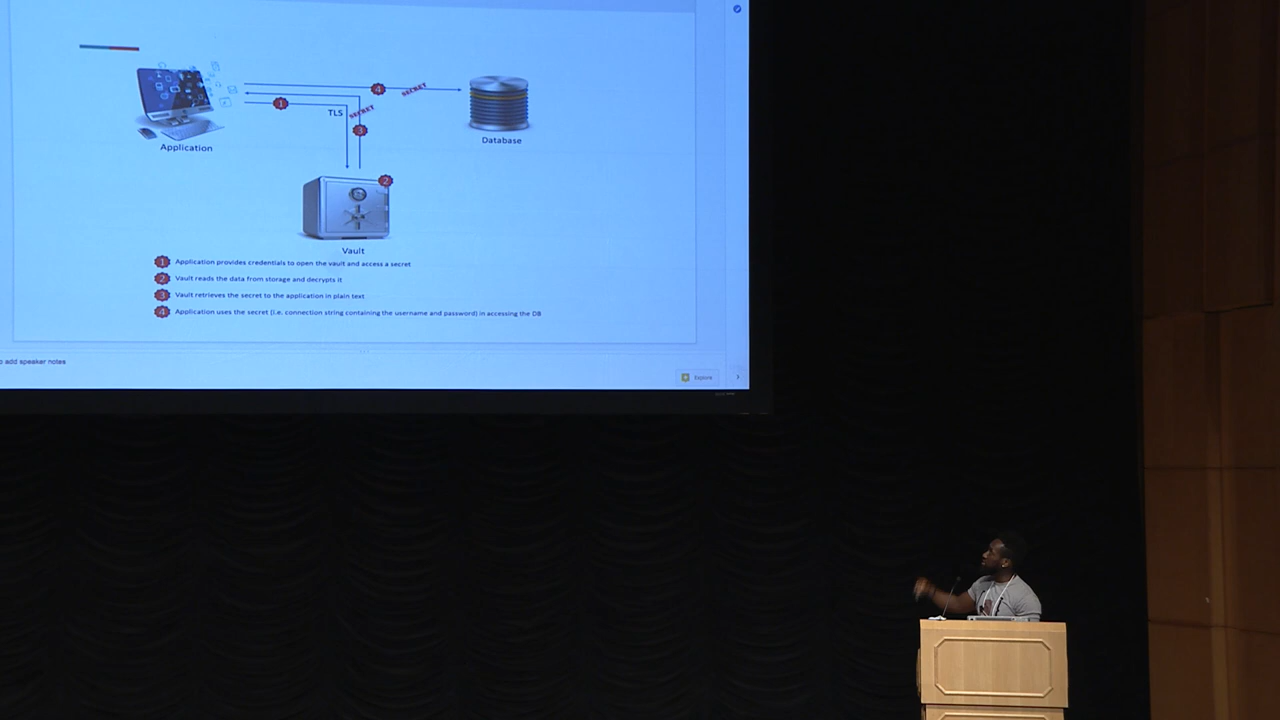 4
SECRET
1
TLS
SECRET
3
Database
Application
2
Vault
1 Application provides credentials to open the vault and access a secret
2 Vault reads the data from storage and decrypts it
3 Vault retrieves the secret to the application in plain text
4 Application uses the secret (i.e. connection string containing the username and password) in accessing the DB
o add speaker notes
Explore